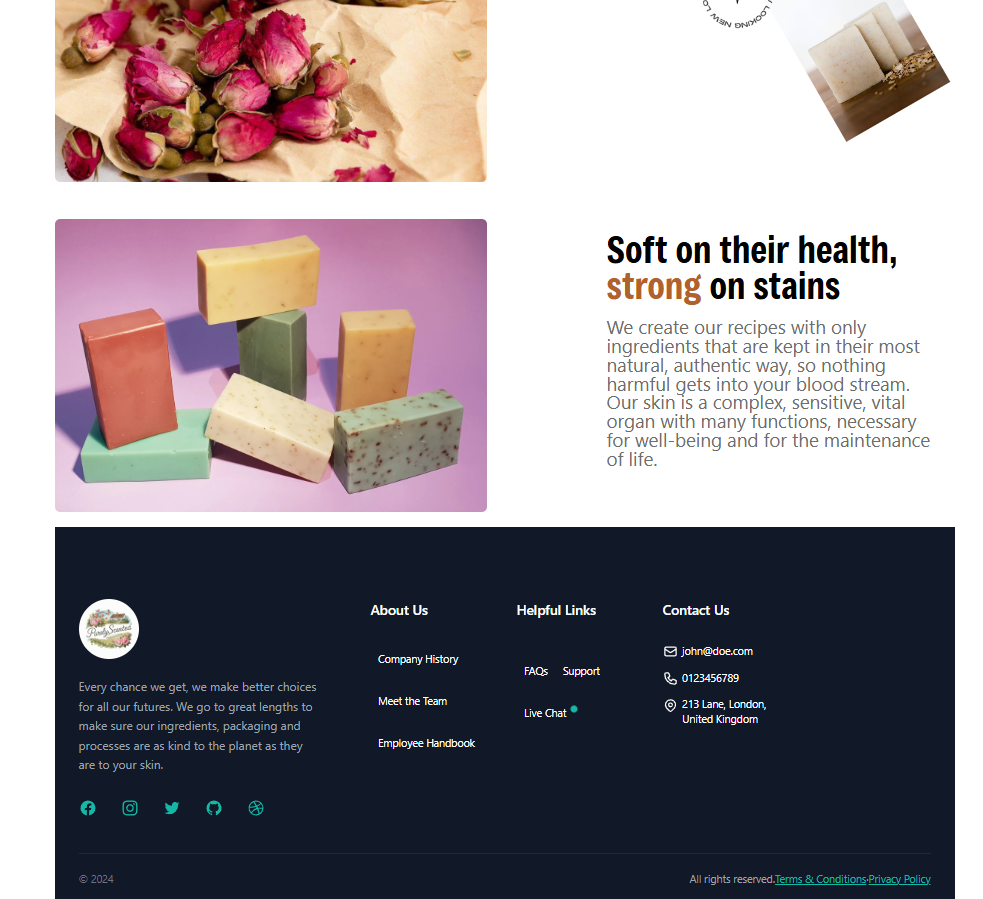 LOOKING NEW LO
Soft on their health,
strong on stains
We create our recipes with only
ingredients that are kept in their most
natural, authentic way, so nothing
harmful gets into your blood stream.
Our skin is a complex, sensitive, vital
organ with many functions, necessary
for well-being and for the maintenance
of life.
PurelyScented
Every chance we get, we make better choices
for all our futures. We go to great lengths to
make sure our ingredients, packaging and
processes are as kind to the planet as they
are to your skin.
About Us
Company History
Meet the Team
Employee Handbook
Helpful Links
FAQs Support
Live Chat
Contact Us
john@doe.com
0123456789
213 Lane, London,
United Kingdom
© 2024
All rights reserved.Terms & Conditions·Privacy Policy